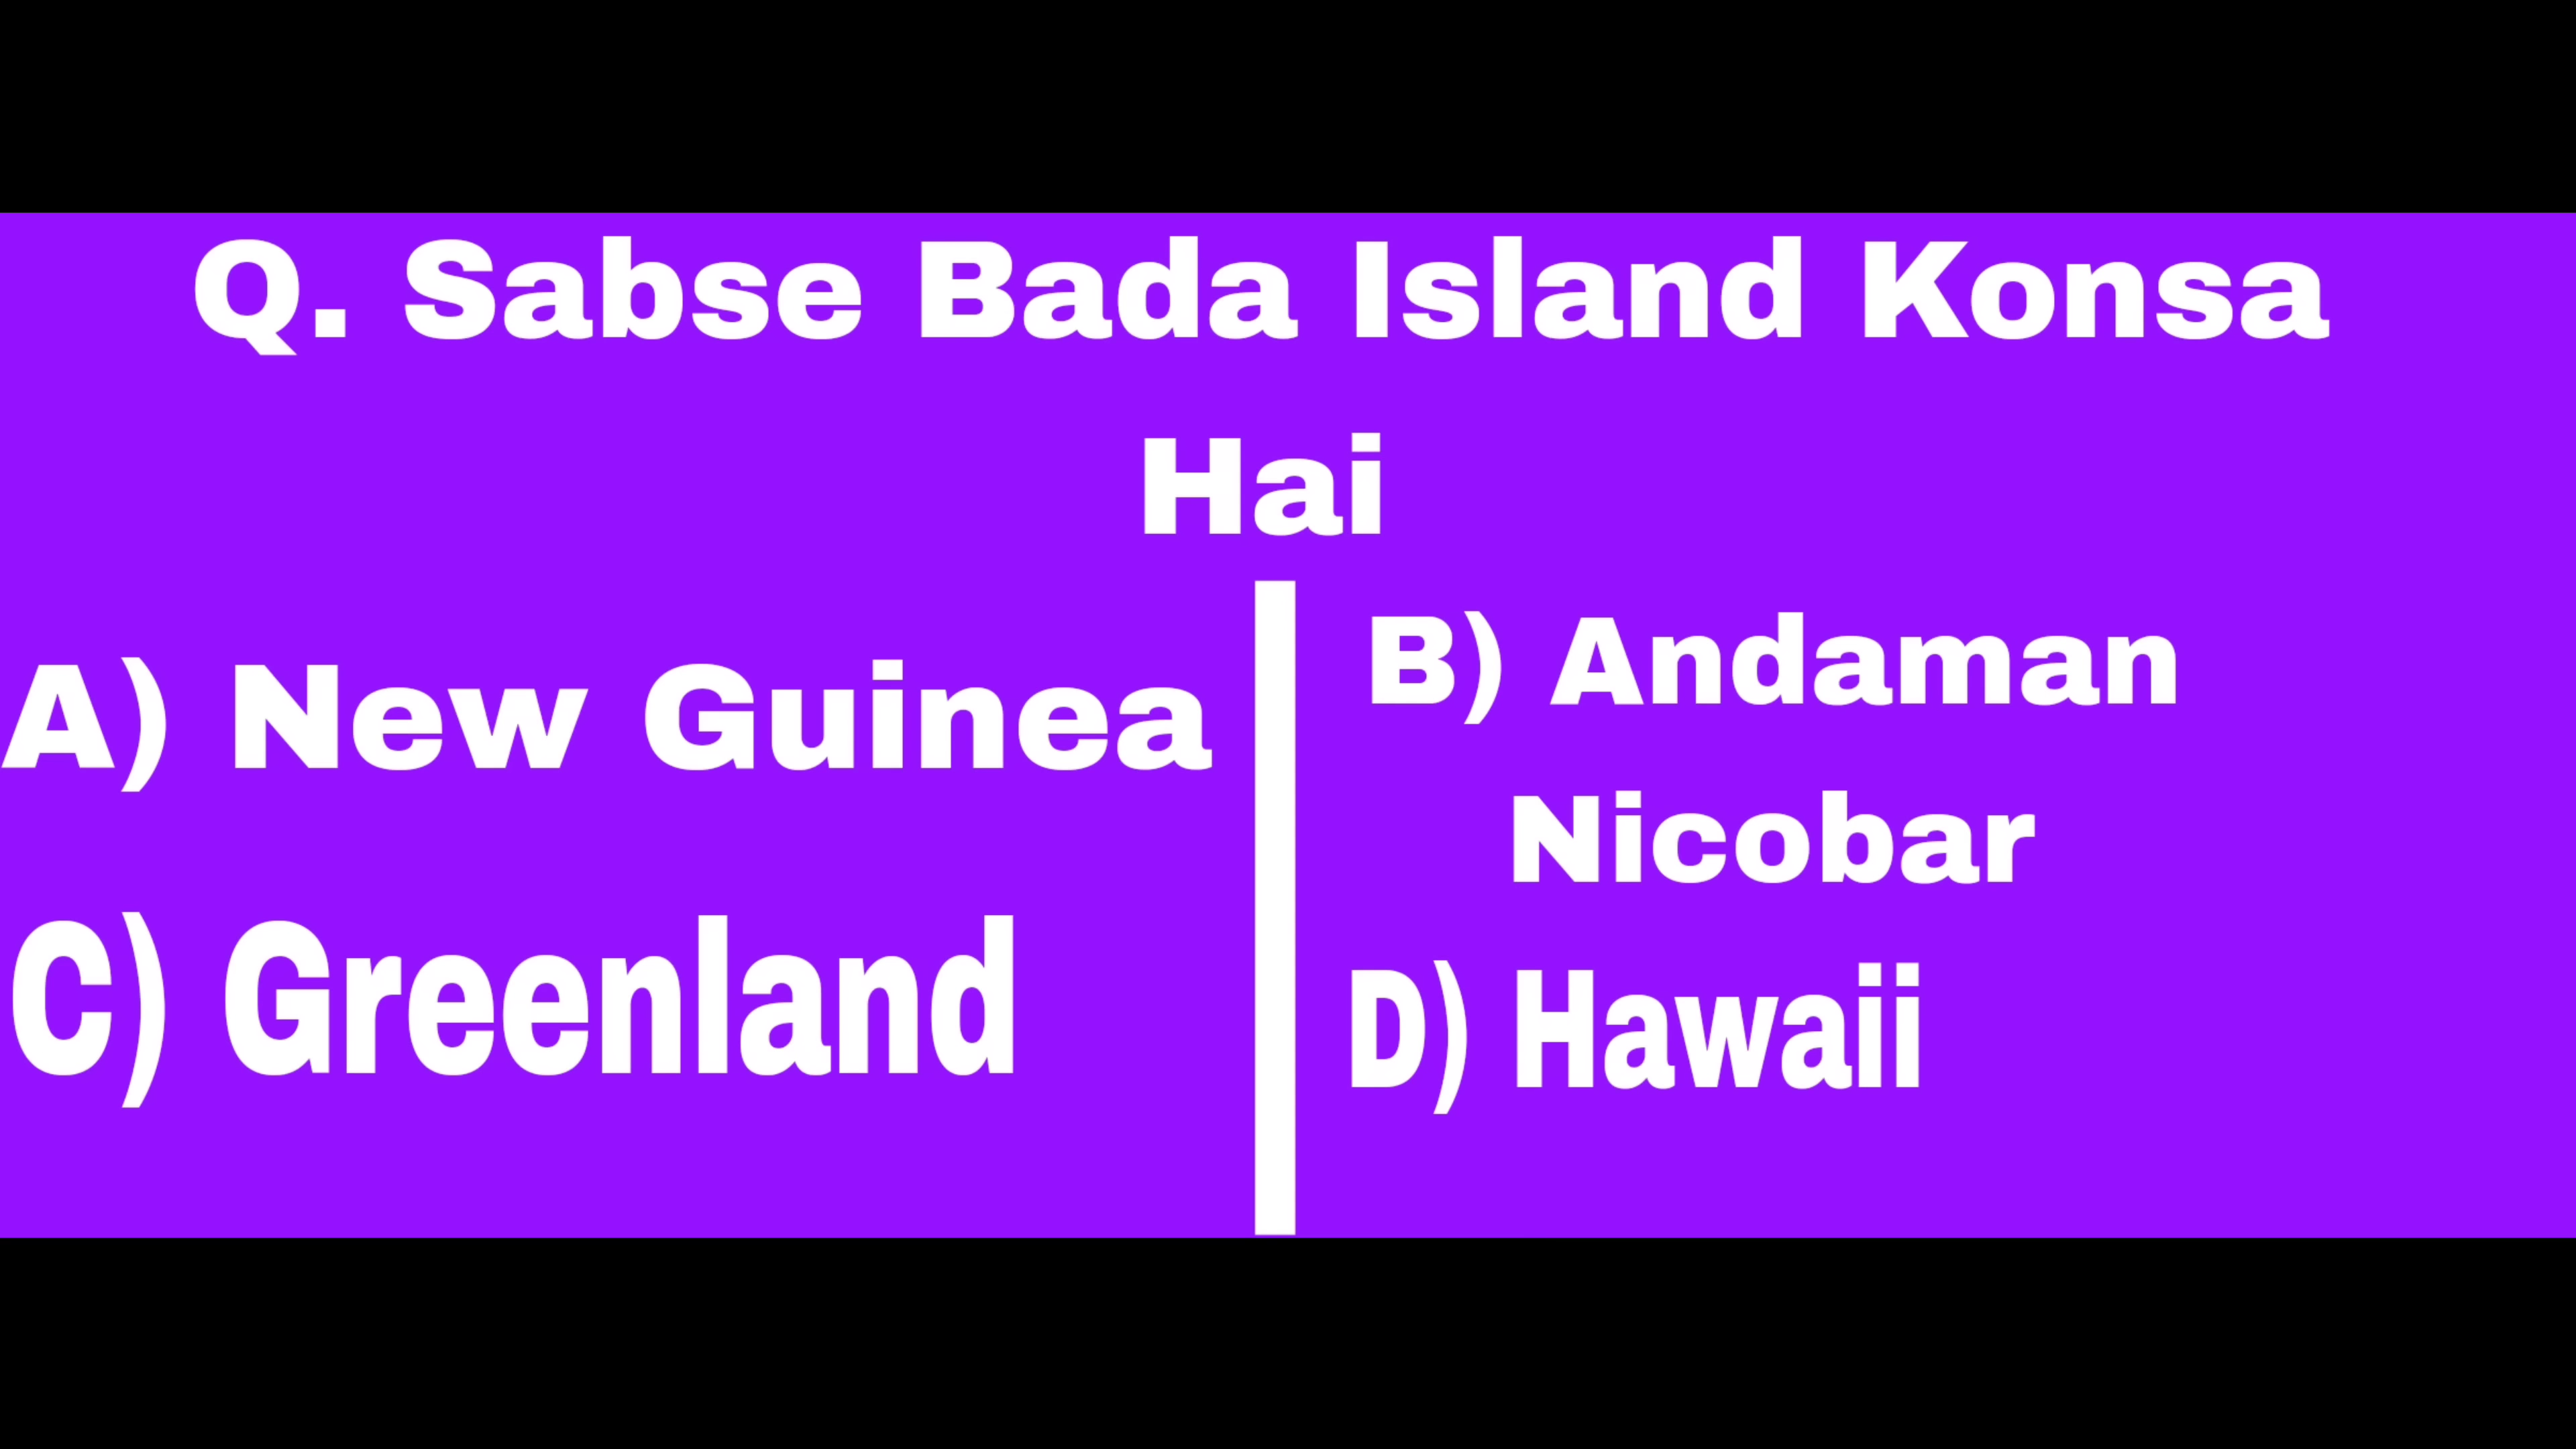 Q. Sabse Bada Island Konsa
Hai
A) New Guinea
B) Andaman
Nicobar
C) Greenland
D) Hawaii